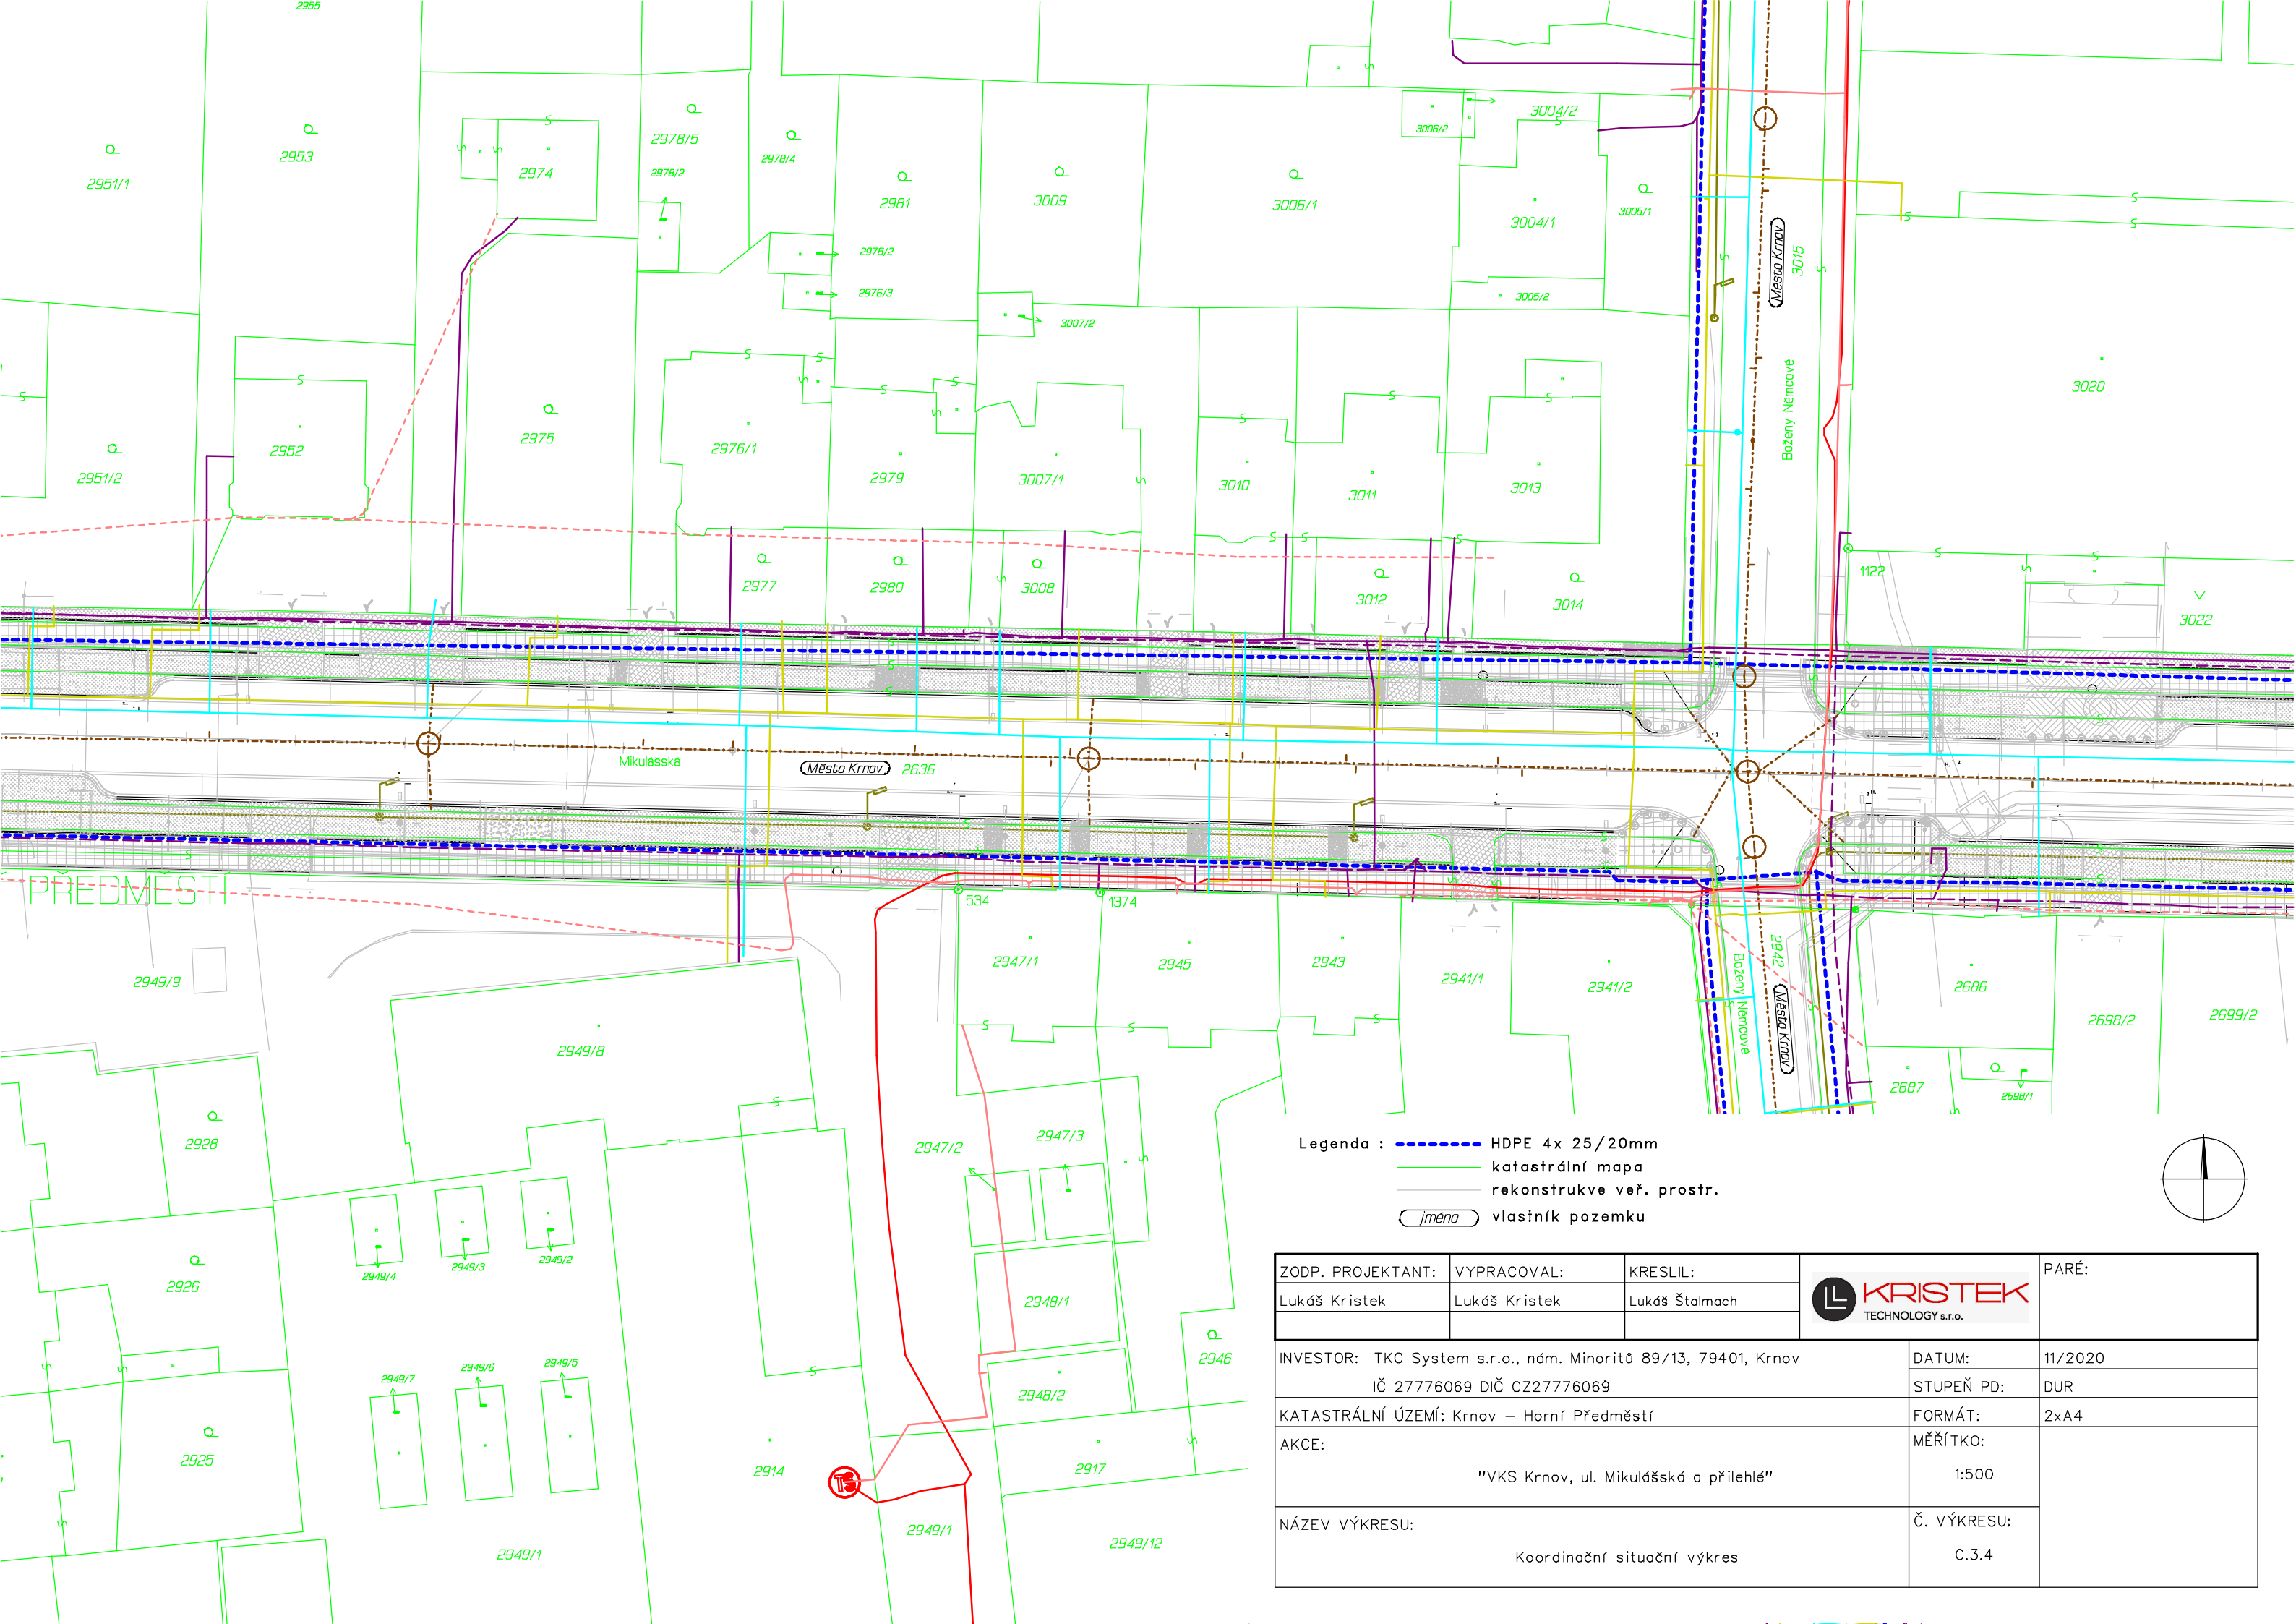 2955
2951/1
2953
2974
2978/5
2978/2
2978/4
2981
2976/2
2976/3
3009
3007/2
3006/1
3006/2
3004/2
3004/1
3005/1
3005/2
Město Krnov
3015
Boženy Němcové
3020
2951/2
2952
2975
2976/1
2979
3007/1
3010
3011
3013
2977
2980
3008
3012
3014
1122
3022
Mikulášská
Město Krnov
2636
PŘEDMĚSTÍ
534
1374
2949/9
2949/8
2947/1
2945
2943
2941/1
2941/2
Boženy Němcové
2942
Město Krnov
2686
2698/2
2699/2
2687
2698/1
2928
2947/2
2947/3
2926
2949/4
2949/3
2949/2
2948/1
2946
2949/7
2949/6
2949/5
2948/2
2925
2914
TS
2917
2949/1
2949/1
2949/12
Legenda :
HDPE 4x 25/20mm
katastrální mapa
rekonstrukve veř. prostr.
jména vlastník pozemku
ZODP. PROJEKTANT: VYPRACOVAL: KRESLIL: PARÉ:
Lukáš Kristek Lukáš Kristek Lukáš Štalmach
KRISTEK
TECHNOLOGY s.r.o.
INVESTOR: TKC System s.r.o., nám. Minoritů 89/13, 79401, Krnov
IČ 27776069 DIČ CZ27776069
DATUM: 11/2020
STUPEŇ PD: DUR
KATASTRÁLNÍ ÚZEMÍ: Krnov – Horní Předměstí
FORMÁT: 2xA4
AKCE:
"VKS Krnov, ul. Mikulášská a přilehlé"
MĚŘÍTKO:
1:500
NÁZEV VÝKRESU:
Koordinační situační výkres
Č. VÝKRESU:
C.3.4